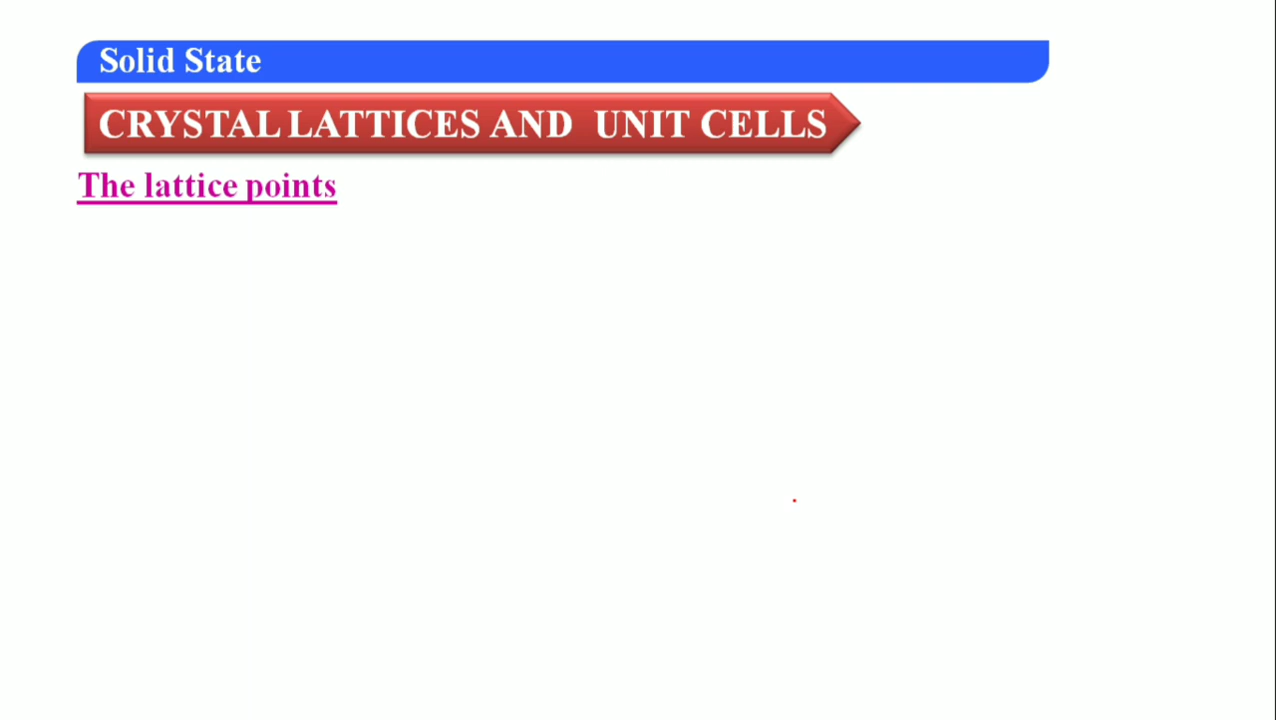 Solid State
CRYSTAL LATTICES AND UNIT CELLS
The lattice points